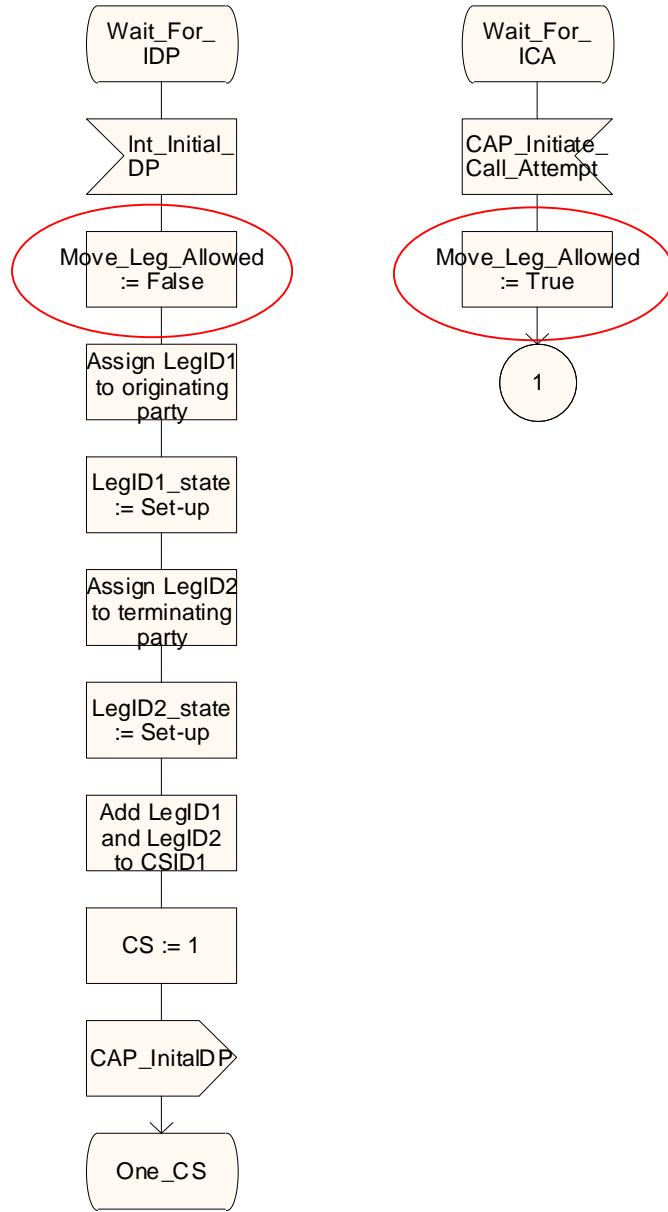 Wait_For_
IDP
Int_Initial_
DP
Move_Leg_Allowed
:= False
Assign LegID1
to originating
party
LegID1_state
:= Set-up
Assign LegID2
to terminating
party
LegID2_state
:= Set-up
Add LegID1
and LegID2
to CSID1
CS := 1
CAP_InitalDP
One_CS
Wait_For_
ICA
CAP_Initiate_
Call_Attempt
Move_Leg_Allowed
:= True
1